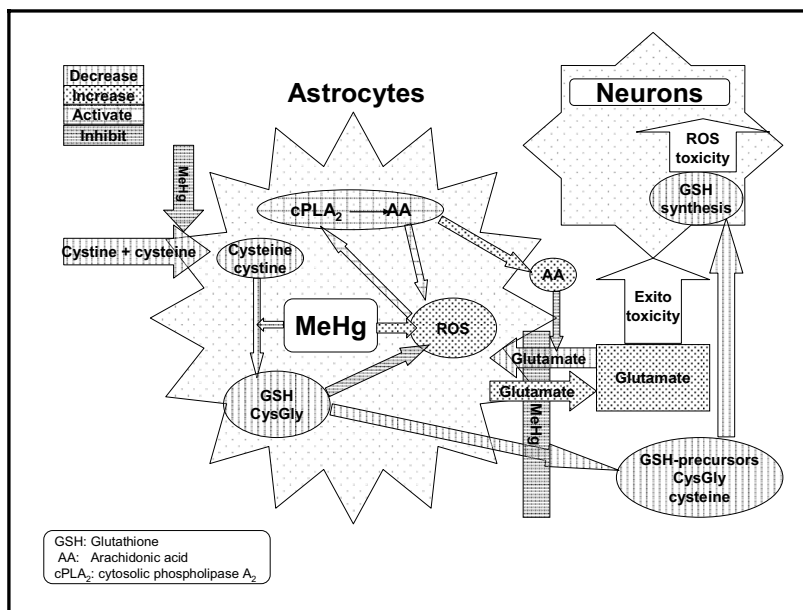 Decrease
Increase
Activate
Inhibit
Astrocytes
Neurons
ROS
toxicity
GSH
synthesis
MeHg
cPLA₂
AA
Cystine + cysteine
Cysteine
cystine
AA
MeHg
ROS
Exito
toxicity
Glutamate
Glutamate
Glutamate
MeHg
GSH
CysGly
GSH-precursors
CysGly
cysteine
GSH: Glutathione
AA: Arachidonic acid
cPLA₂: cytosolic phospholipase A₂